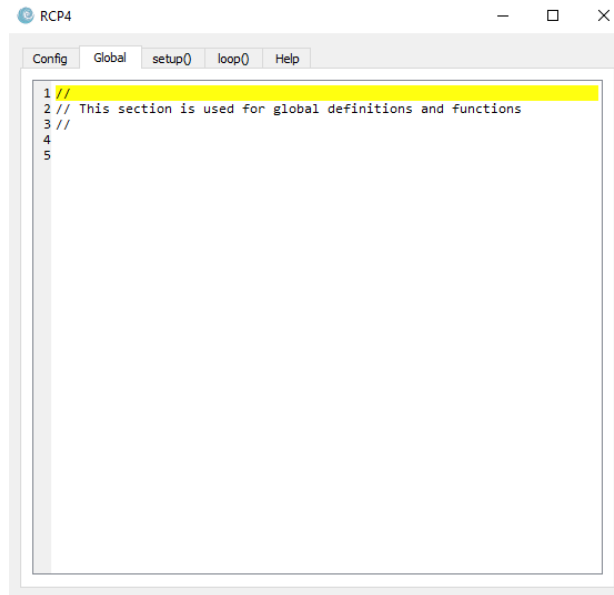 RCP4
Config Global setup() loop() Help
1 //
2 // This section is used for global definitions and functions
3 //
4
5